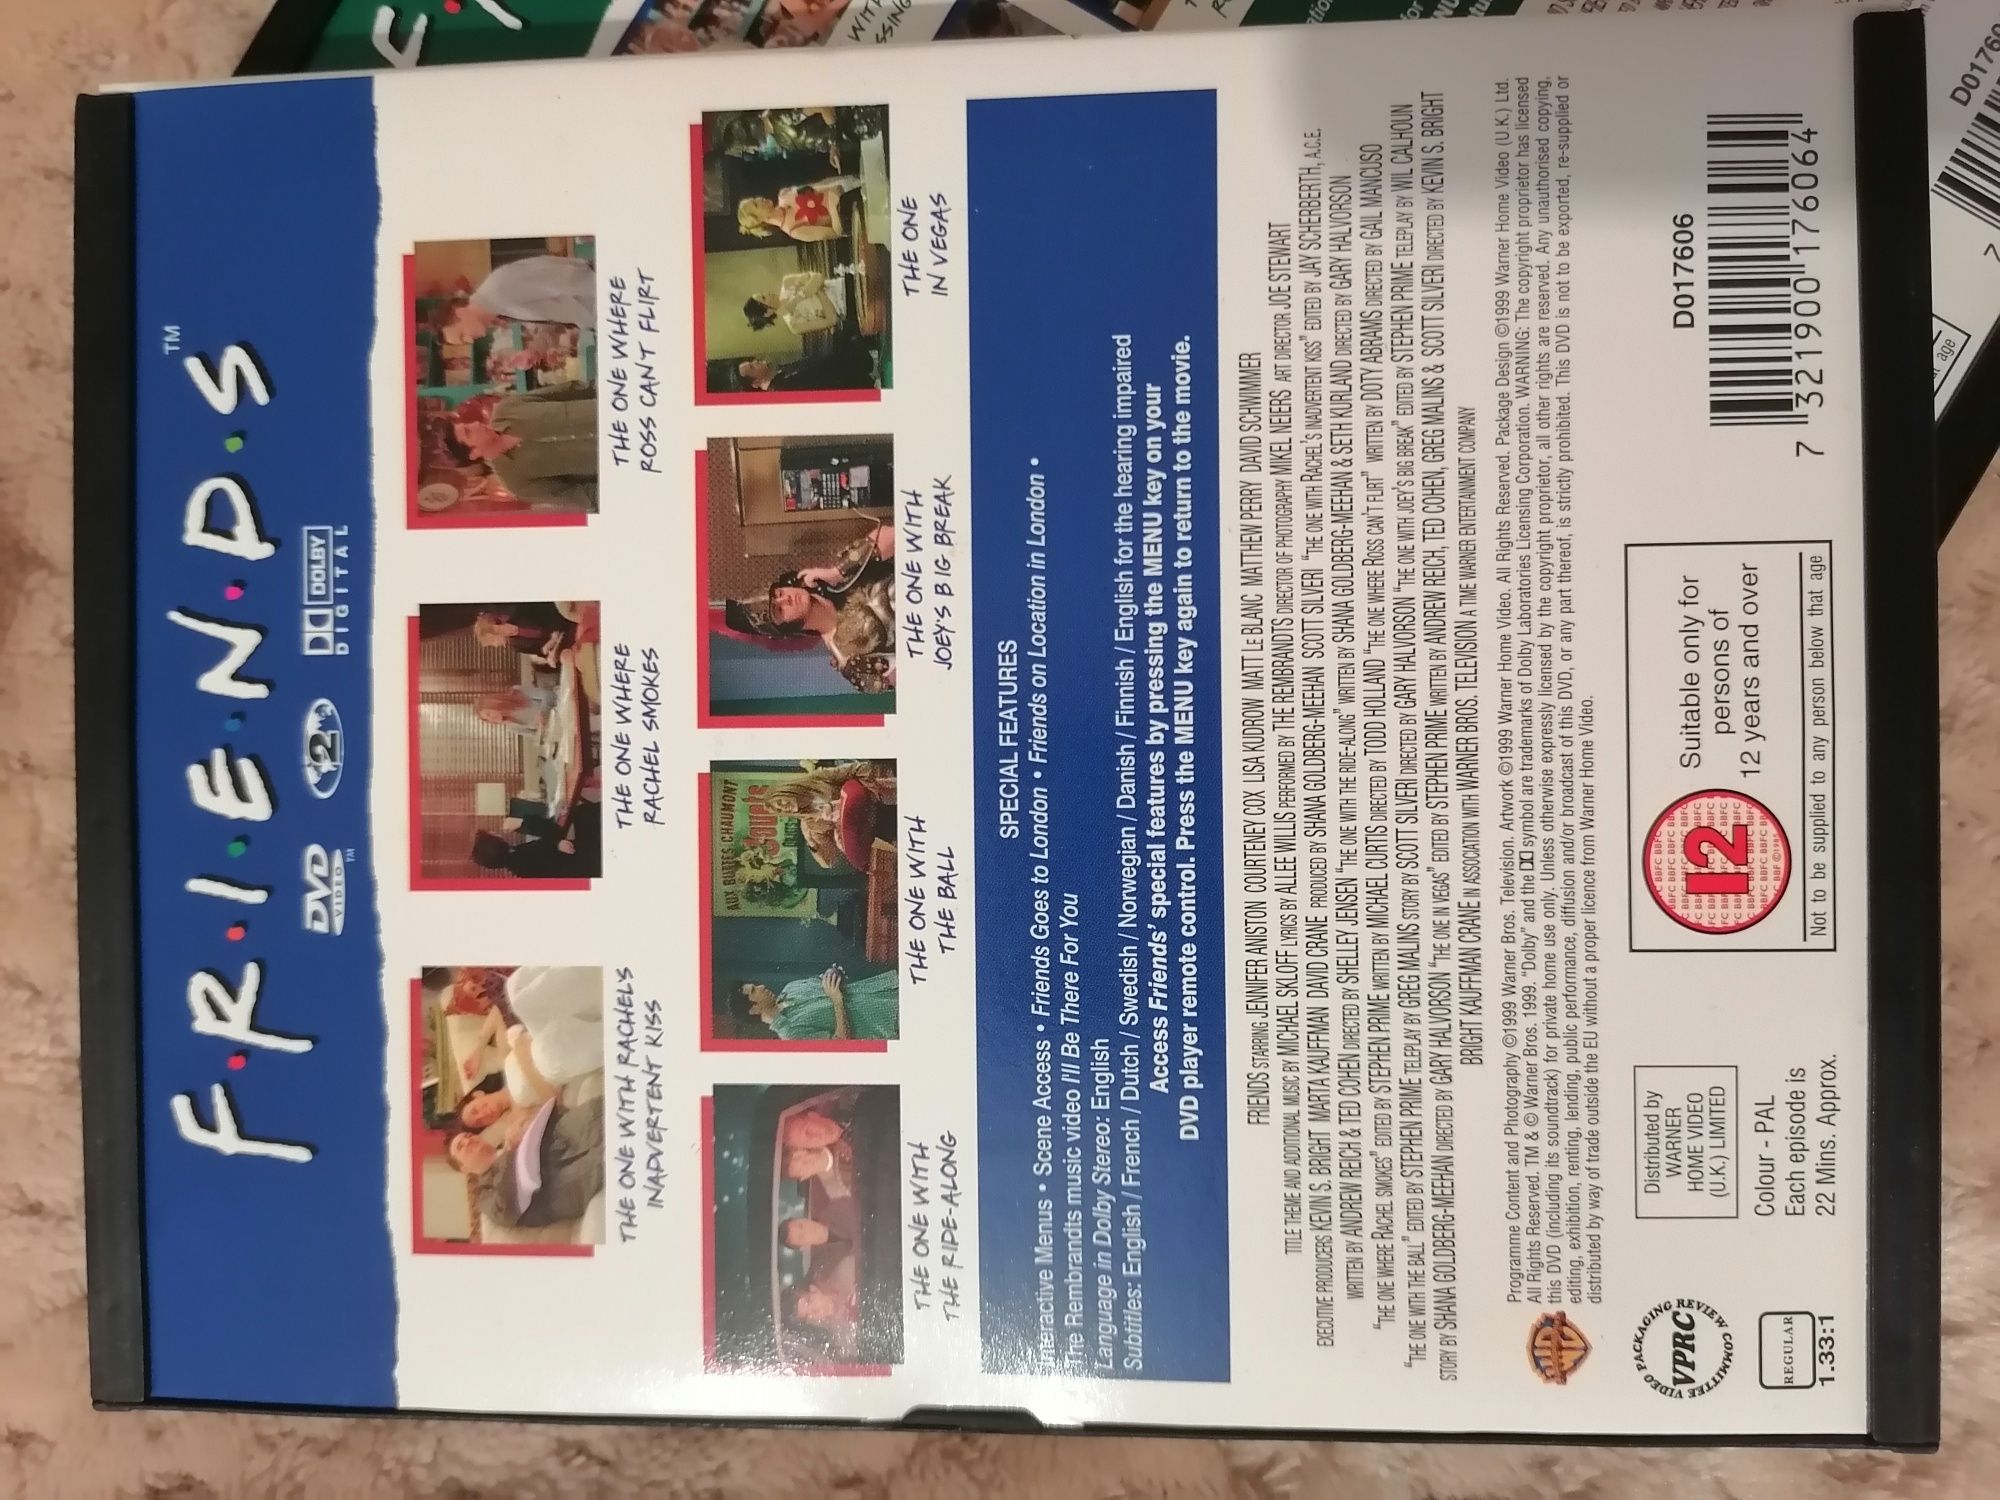 F·R·I·E·N·D·S™
DVD
VIDEO™
2
DOLBY
DIGITAL
THE ONE WITH RACHEL'S
INADVERTENT KISS
THE ONE WHERE
RACHEL SMOKES
THE ONE WHERE
ROSS CAN'T FLIRT
AUX BUTTES CHAUMONT
THE ONE WITH
THE RIDE-ALONG
THE ONE WITH
THE BALL
THE ONE WITH
JOEY'S BIG BREAK
THE ONE
IN VEGAS
SPECIAL FEATURES
Interactive Menus • Scene Access • Friends Goes to London • Friends on Location in London •
The Rembrandts music video I'll Be There For You
Language in Dolby Stereo: English
Subtitles: English / French / Dutch / Swedish / Norwegian / Danish / Finnish / English for the hearing impaired
Access Friends' special features by pressing the MENU key on your
DVD player remote control. Press the MENU key again to return to the movie.
FRIENDS STARRING JENNIFER ANISTON COURTENEY COX LISA KUDROW MATT LE BLANC MATTHEW PERRY DAVID SCHWIMMER
TITLE THEME AND ADDITIONAL MUSIC BY MICHAEL SKLOFF LYRICS BY ALLEE WILLIS PERFORMED BY THE REMBRANDTS DIRECTOR OF PHOTOGRAPHY MIKEL NEIERS ART DIRECTOR JOE STEWART
EXECUTIVE PRODUCERS KEVIN S. BRIGHT MARTA KAUFFMAN DAVID CRANE PRODUCED BY SHANA GOLDBERG-MEEHAN SCOTT SILVERI "THE ONE WITH RACHEL'S INADVERTENT KISS" EDITED BY JAY SCHERBERTH, A.C.E.
WRITTEN BY ANDREW REICH & TED COHEN DIRECTED BY SHELLEY JENSEN "THE ONE WITH THE RIDE-ALONG" WRITTEN BY SHANA GOLDBERG-MEEHAN & SETH KURLAND DIRECTED BY GARY HALVORSON
"THE ONE WHERE RACHEL SMOKES" EDITED BY STEPHEN PRIME WRITTEN BY MICHAEL CURTIS DIRECTED BY TODD HOLLAND "THE ONE WHERE ROSS CAN'T FLIRT" WRITTEN BY DOTY ABRAMS DIRECTED BY GAIL MANCUSO
"THE ONE WITH THE BALL" EDITED BY STEPHEN PRIME TELEPLAY BY GREG MALINS STORY BY SCOTT SILVERI DIRECTED BY GARY HALVORSON "THE ONE WITH JOEY'S BIG BREAK" EDITED BY STEPHEN PRIME TELEPLAY BY WIL CALHOUN
STORY BY SHANA GOLDBERG-MEEHAN DIRECTED BY GARY HALVORSON "THE ONE IN VEGAS" EDITED BY STEPHEN PRIME WRITTEN BY ANDREW REICH, TED COHEN, GREG MALINS & SCOTT SILVERI DIRECTED BY KEVIN S. BRIGHT
BRIGHT KAUFFMAN CRANE IN ASSOCIATION WITH WARNER BROS. TELEVISION A TIME WARNER ENTERTAINMENT COMPANY
Programme Content and Photography ©1999 Warner Bros. Television. Artwork ©1999 Warner Home Video. All Rights Reserved. Package Design ©1999 Warner Home Video (U.K.) Ltd.
All Rights Reserved. TM & © Warner Bros. 1999. "Dolby" and the symbol are trademarks of Dolby Laboratories Licensing Corporation. WARNING: The copyright proprietor has licensed
this DVD (including its soundtrack) for private home use only. Unless otherwise expressly licensed by the copyright proprietor, all other rights are reserved. Any unauthorised copying,
editing, exhibition, renting, lending, public performance, diffusion and/or broadcast of this DVD, or any part thereof, is strictly prohibited. This DVD is not to be exported, re-supplied or
distributed by way of trade outside the EU without a proper licence from Warner Home Video.
VIDEO PACKAGING REVIEW COMMITTEE
VPRC
REGULAR
1.33:1
Distributed by
WARNER
HOME VIDEO
(U.K.) LIMITED
Colour - PAL
Each episode is
22 Mins. Approx.
12
Suitable only for
persons of
12 years and over
Not to be supplied to any person below that age
D017606
7 321900 176064
D01760
age